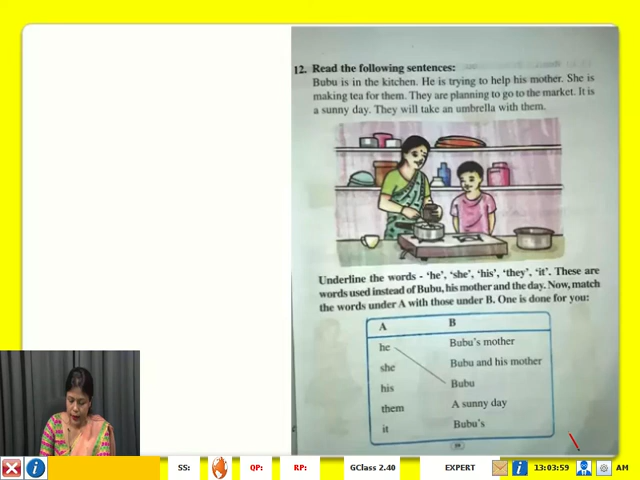 12. Read the following sentences:
Bubu is in the kitchen. He is trying to help his mother. She is
making tea for them. They are planning to go to the market. It is
a sunny day. They will take an umbrella with them.
Underline the words - 'he', 'she', 'his', 'they', 'it'. These are
words used instead of Bubu, his mother and the day. Now, match
the words under A with those under B. One is done for you:
A B
he Bubu's mother
she Bubu and his mother
his Bubu
them A sunny day
it Bubu's
SS: QP: RP: GClass 2.40 EXPERT 13:03:59 AM